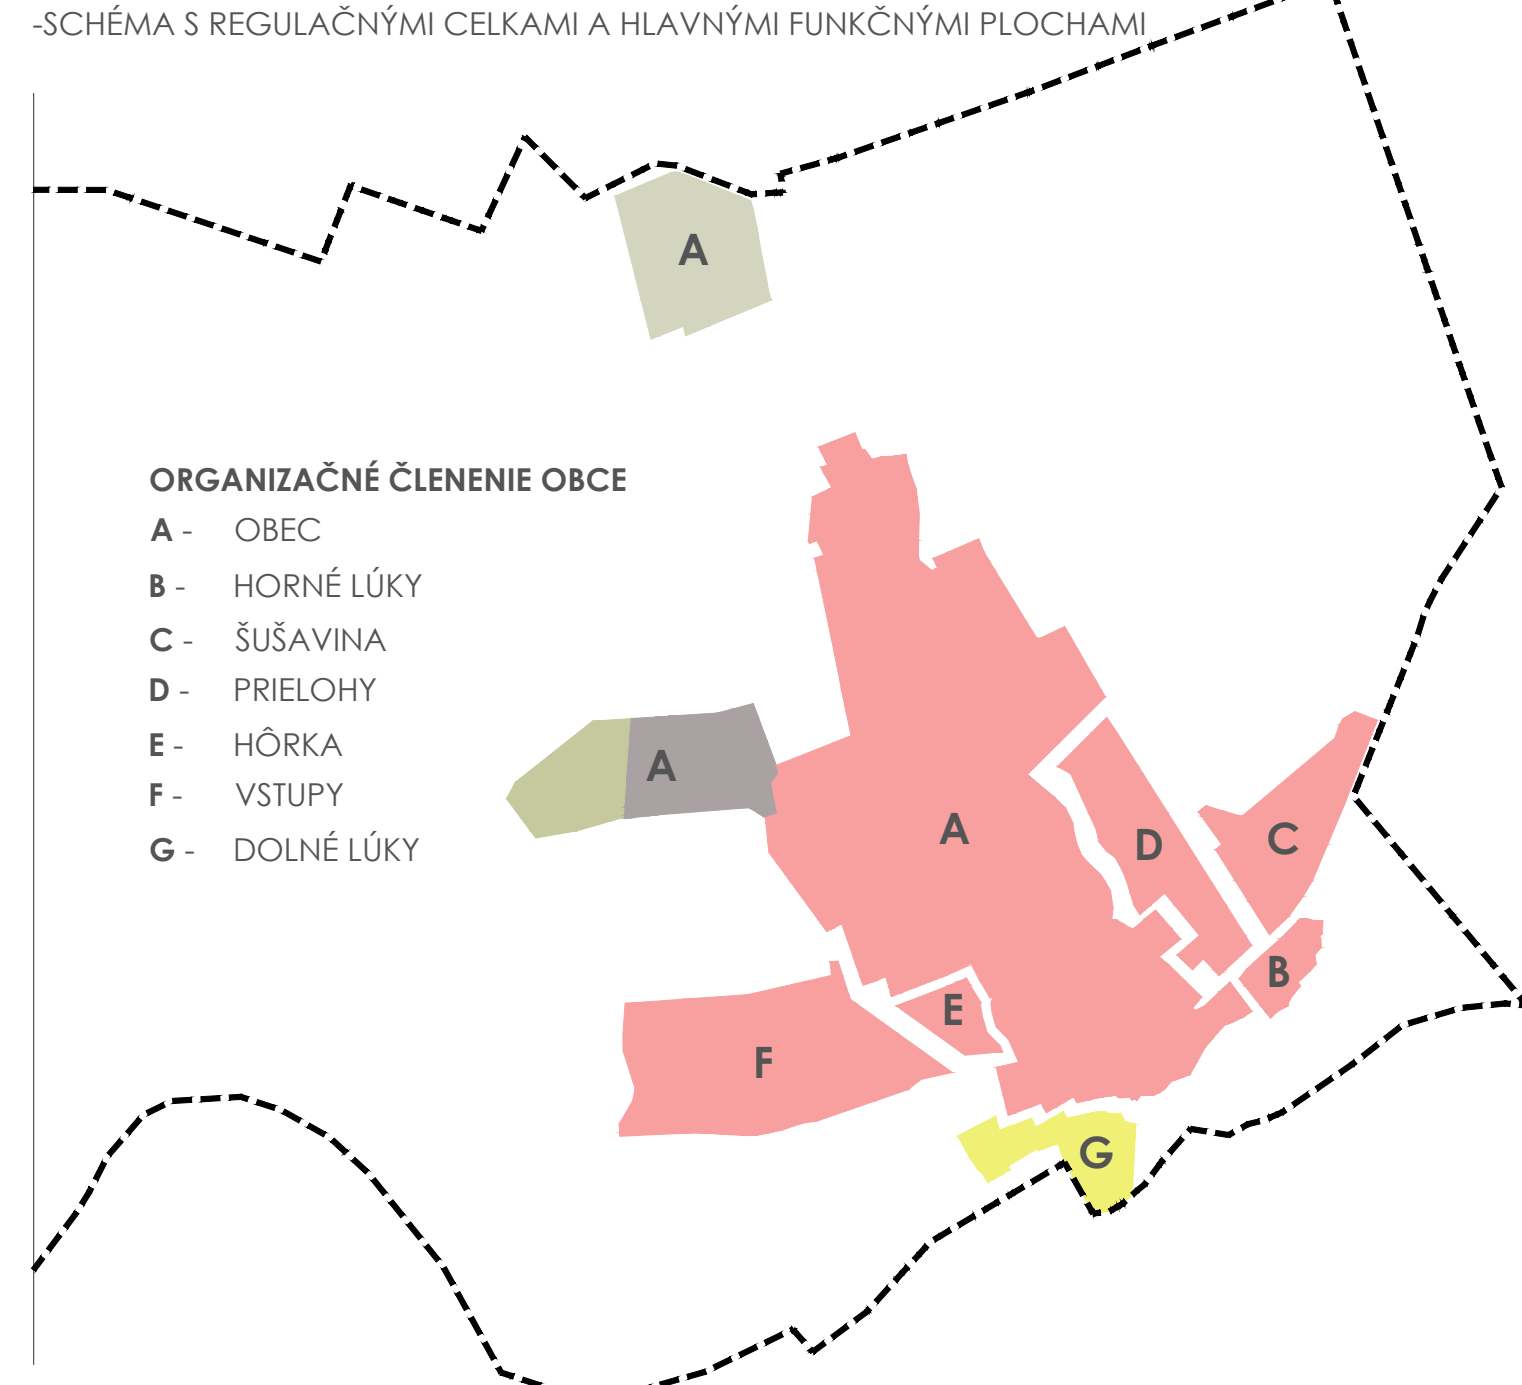 -SCHÉMA S REGULAČNÝMI CELKAMI A HLAVNÝMI FUNKČNÝMI PLOCHAMI
A
ORGANIZAČNÉ ČLENENIE OBCE
A - OBEC
B - HORNÉ LÚKY
C - ŠUŠAVINA
D - PRIELOHY
E - HÔRKA
F - VSTUPY
G - DOLNÉ LÚKY
A
A
D
C
B
E
F
G